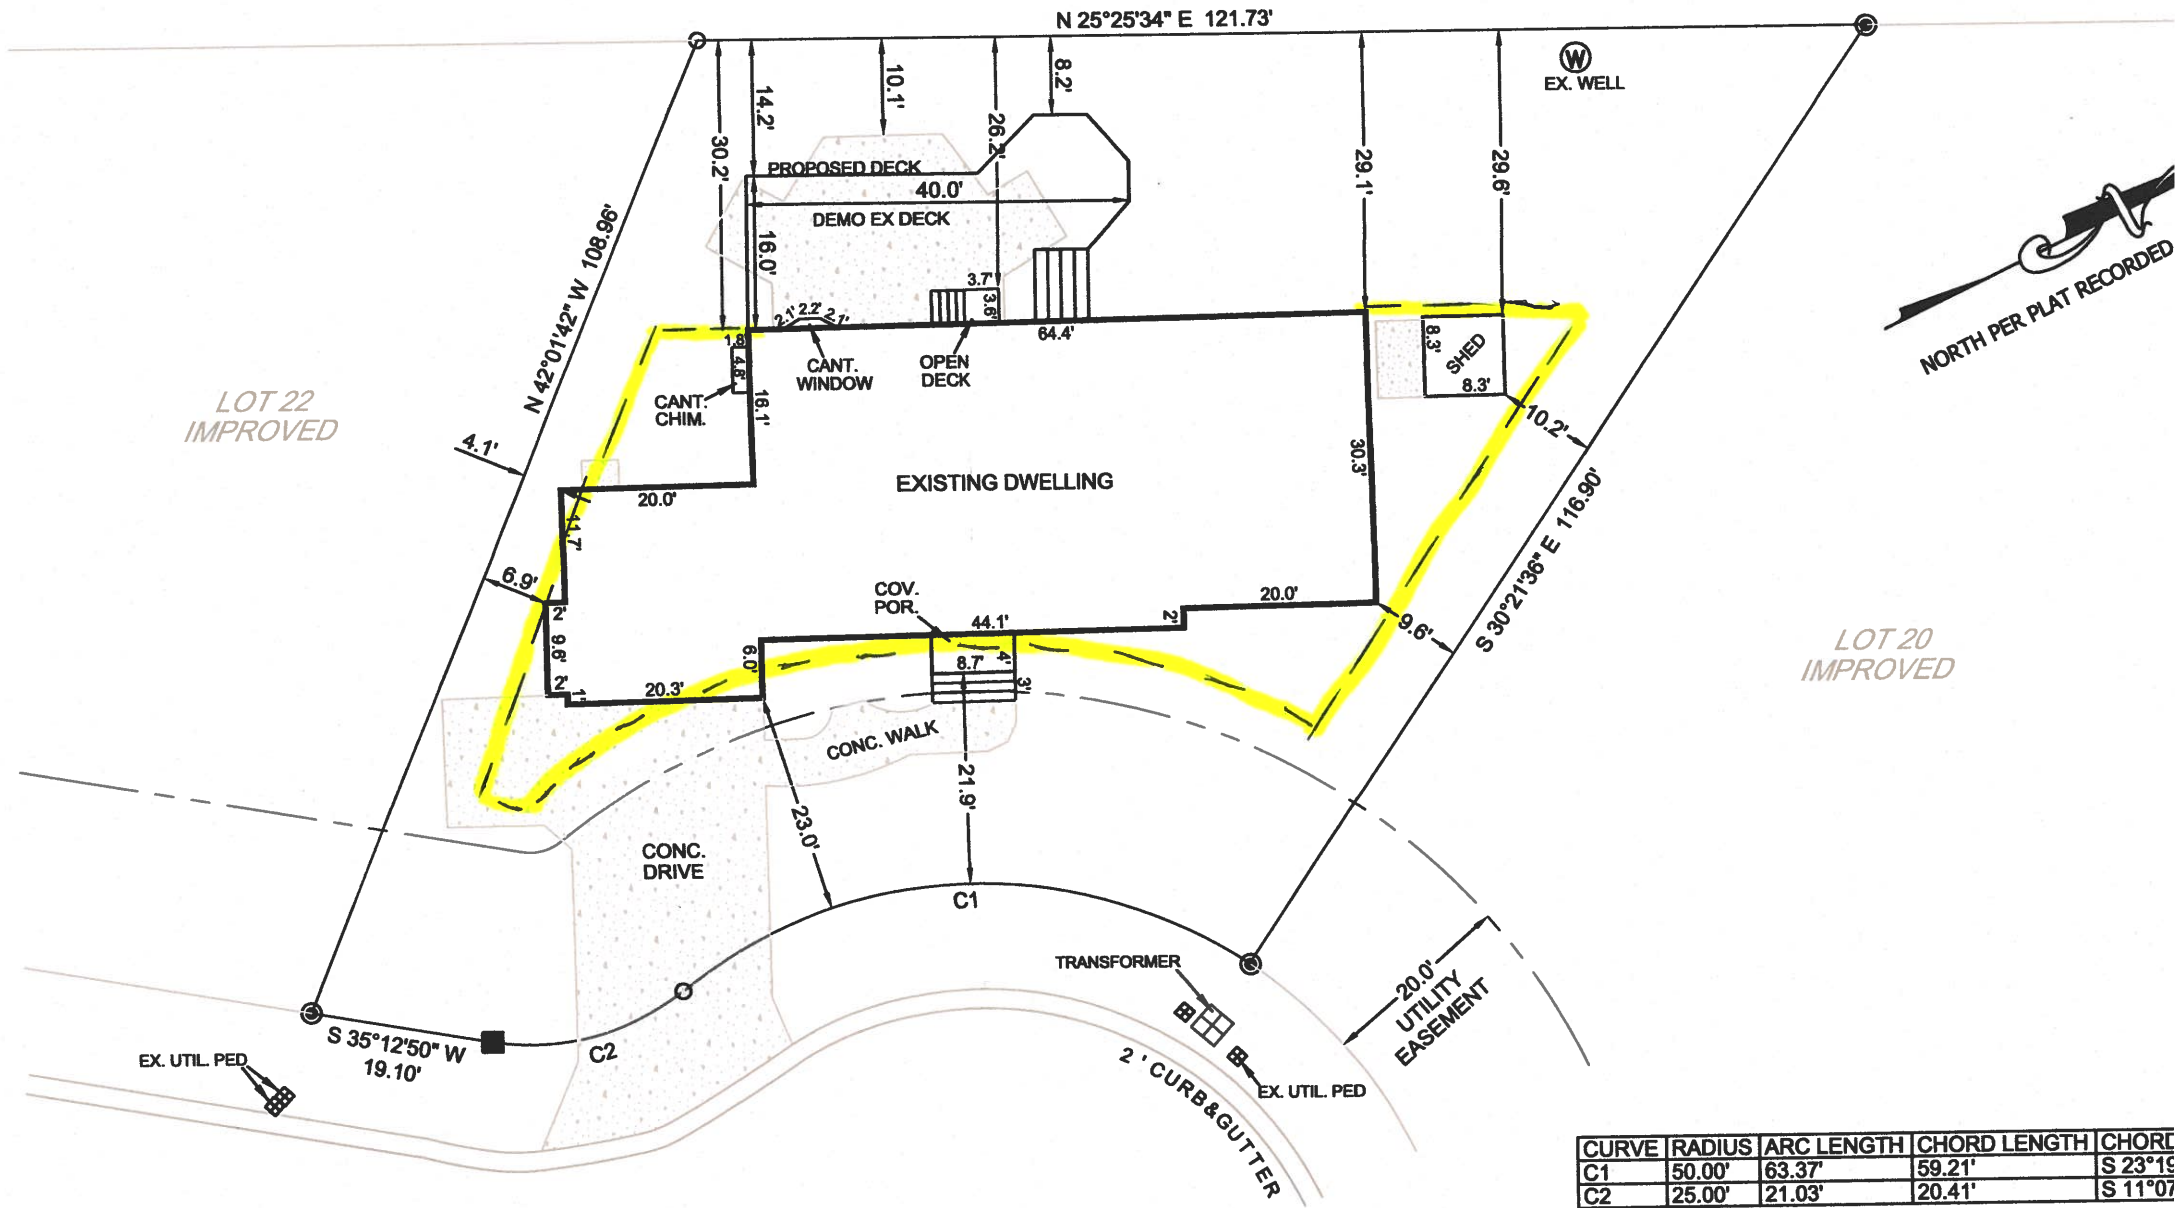 N 25°25'34" E 121.73'
EX. WELL
W
14.2'
30.2'
10.1'
26.2'
8.2'
29.1'
29.6'
PROPOSED DECK
40.0'
DEMO EX DECK
16.0'
3.7'
3.6'
2.1' 2.2' 2.1'
64.4'
N 42°01'42" W 108.96'
NORTH PER PLAT RECORDED
LOT 22
IMPROVED
4.1'
1.8'
4.8'
16.1'
CANT.
CHIM.
CANT.
WINDOW
OPEN
DECK
8.3'
SHED
8.3'
10.2'
EXISTING DWELLING
30.3'
20.0'
11.7'
6.9'
2'
9.6'
2'
1'
20.3'
6.0'
COV.
POR.
44.1'
2'
20.0'
9.6'
S 30°21'36" E 116.90'
LOT 20
IMPROVED
8.7'
4'
3'
CONC. WALK
21.9'
23.0'
CONC.
DRIVE
C1
TRANSFORMER
20.0'
UTILITY
EASEMENT
S 35°12'50" W
19.10'
C2
EX. UTIL. PED
EX. UTIL. PED
2 ' CURB&GUTTER
CURVE RADIUS ARC LENGTH CHORD LENGTH CHORD
C1 50.00' 63.37' 59.21' S 23°19
C2 25.00' 21.03' 20.41' S 11°07